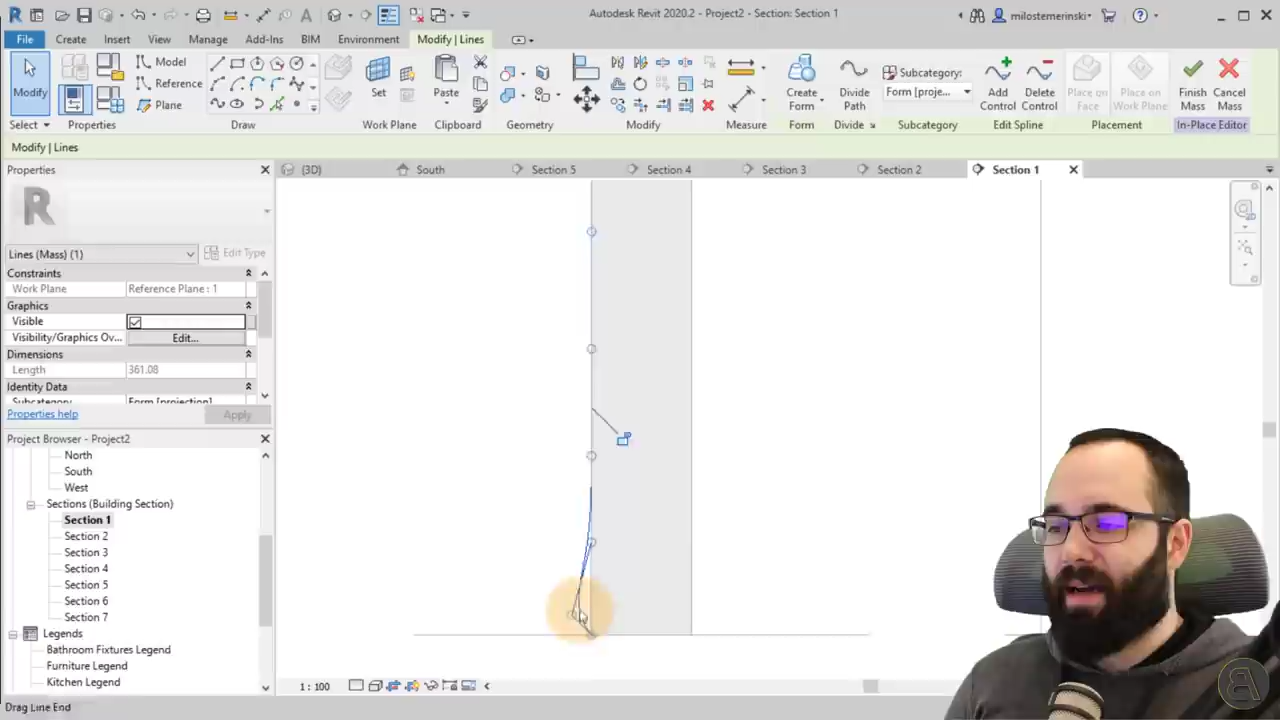 Autodesk Revit 2020.2 - Project2 - Section: Section 1
milostemerinski
File
Create
Insert
View
Manage
Add-Ins
BIM
Environment
Modify | Lines
Modify
Select
Properties
Model
Reference
Plane
Draw
Set
Work Plane
Paste
Clipboard
Geometry
Modify
Measure
Create Form
Form
Divide Path
Divide
Subcategory:
Form [proje...
Subcategory
Add Control
Delete Control
Edit Spline
Place on Face
Place on Work Plane
Placement
Finish Mass
Cancel Mass
In-Place Editor
Modify | Lines
Properties
(3D)
South
Section 5
Section 4
Section 3
Section 2
Section 1
R
Lines (Mass) (1)
Edit Type
Constraints
Work Plane
Reference Plane : 1
Graphics
Visible
Visibility/Graphics Ov...
Edit...
Dimensions
Length
361.08
Identity Data
Subcategory
Form [projection]
Properties help
Apply
Project Browser - Project2
North
South
West
Sections (Building Section)
Section 1
Section 2
Section 3
Section 4
Section 5
Section 6
Section 7
Legends
Bathroom Fixtures Legend
Furniture Legend
Kitchen Legend
1 : 100
Drag Line End